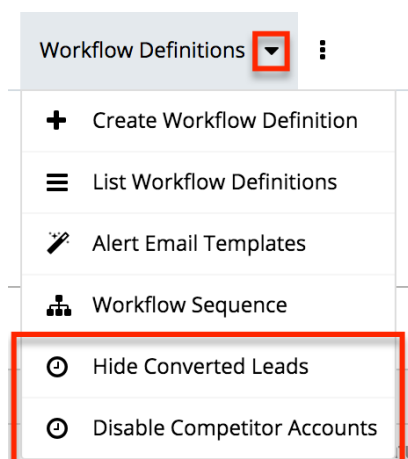 Workflow Definitions
Create Workflow Definition
List Workflow Definitions
Alert Email Templates
Workflow Sequence
Hide Converted Leads
Disable Competitor Accounts